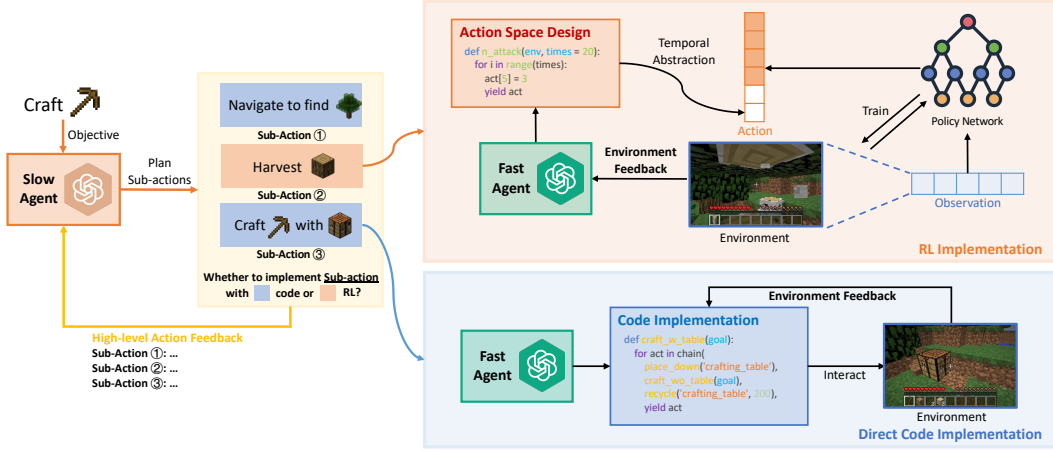 Craft
Objective
Slow
Agent
Plan
Sub-actions
Navigate to find
Sub-Action ①
Harvest
Sub-Action ②
Craft with
Sub-Action ③
Whether to implement Sub-action
with code or RL?
High-level Action Feedback
Sub-Action ①: ...
Sub-Action ②: ...
Sub-Action ③: ...
Action Space Design
def n_attack(env, times = 20):
for i in range(times):
act[5] = 3
yield act
Temporal
Abstraction
Action
Train
Policy Network
Fast
Agent
Environment
Feedback
Environment
Observation
RL Implementation
Environment Feedback
Fast
Agent
Code Implementation
def craft_w_table(goal):
for act in chain(
place_down('crafting_table'),
craft_wo_table(goal),
recycle('crafting_table', 200),
yield act
Interact
Environment
Direct Code Implementation